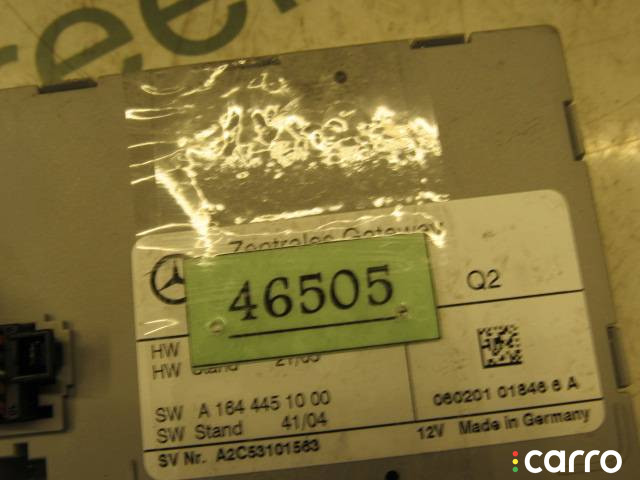 Zentrales Gateway
46505
Q2
HW
HW Stand 21/05
SW A 164 445 10 00
SW Stand 41/04
SV Nr. A2C53101563
060201 01846 6 A
12V Made in Germany
carro